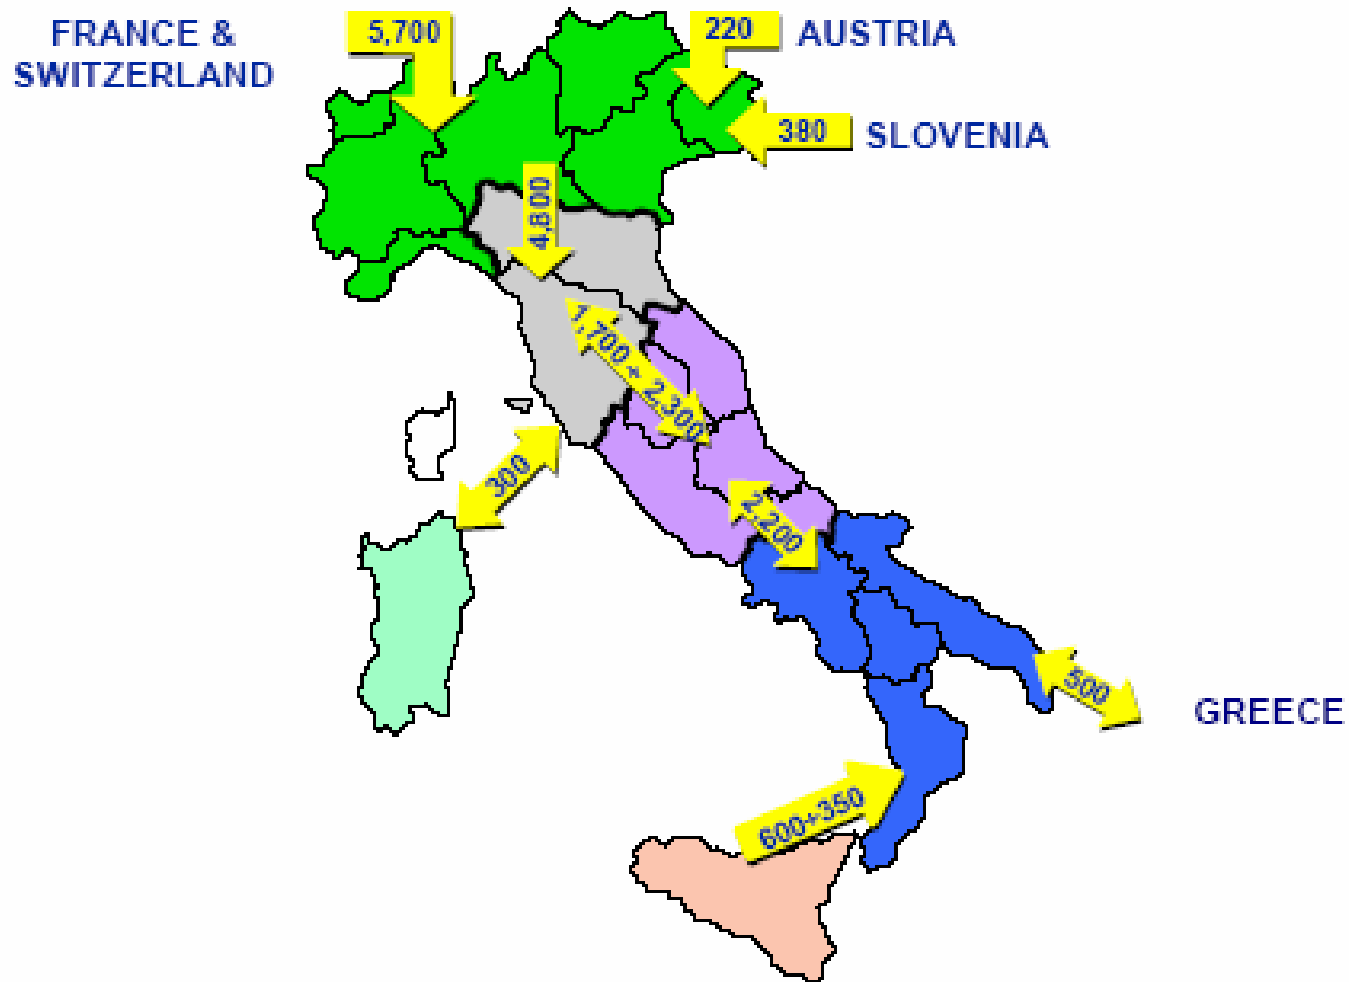 FRANCE &
SWITZERLAND
5,700
220
AUSTRIA
380
SLOVENIA
4,800
1,700 ÷ 2,300
300
2,200
500
GREECE
600÷350